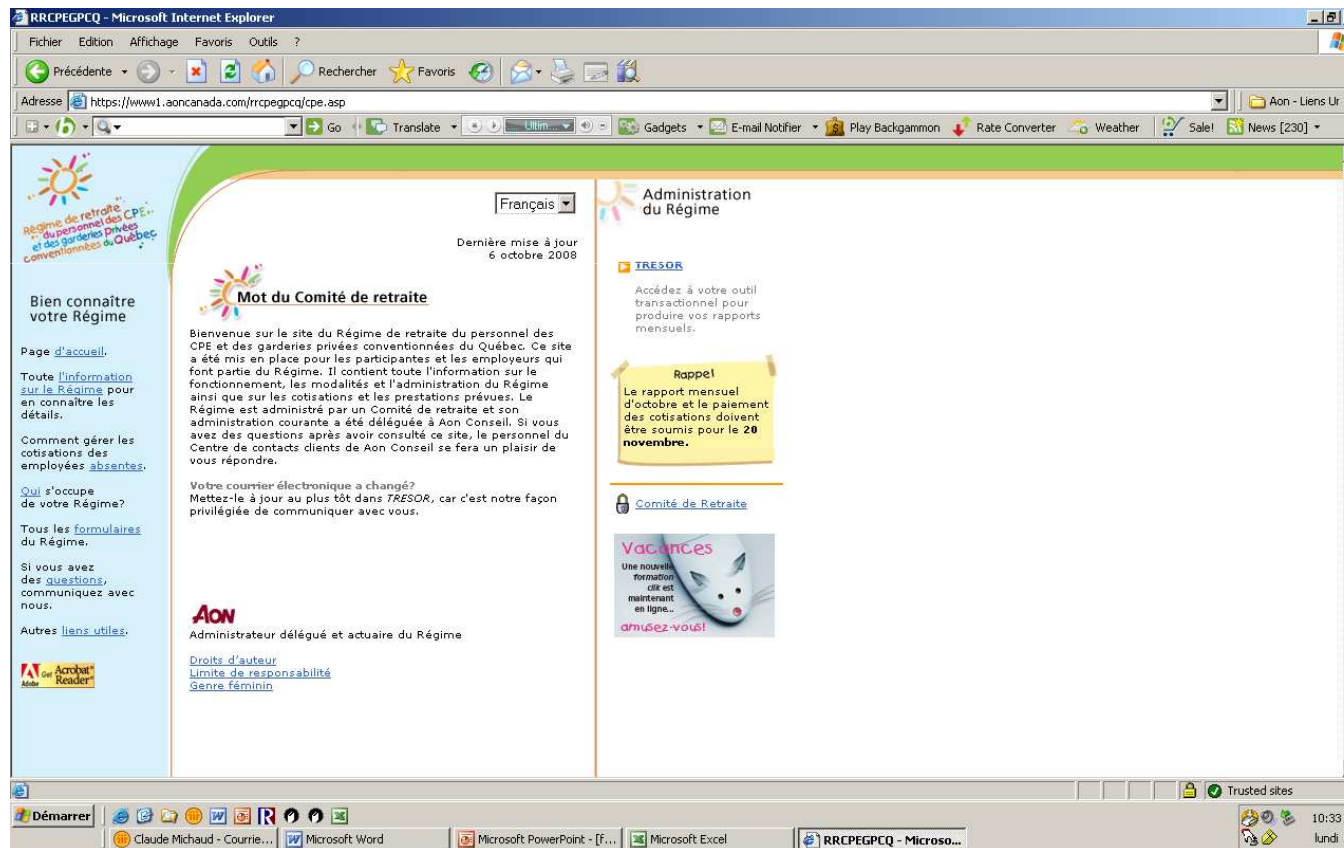 RRCPEGPCQ - Microsoft Internet Explorer
Fichier Edition Affichage Favoris Outils ?
Précédente Rechercher Favoris
Adresse https://www1.aoncanada.com/rrcpegpcq/cpe.asp Aon - Liens Ur
Go Translate Ultim... Gadgets E-mail Notifier Play Backgammon Rate Converter Weather Sale! News [230]
Régime de retraite
du personnel des CPE
et des garderies privées
conventionnées du Québec
Bien connaître
votre Régime
Page d'accueil.
Toute l'information
sur le Régime pour
en connaître les
détails.
Comment gérer les
cotisations des
employées absentes.
Qui s'occupe
de votre Régime?
Tous les formulaires
du Régime.
Si vous avez
des questions,
communiquez avec
nous.
Autres liens utiles.
Adobe Get Acrobat®
Reader®
Français
Dernière mise à jour
6 octobre 2008
Mot du Comité de retraite
Bienvenue sur le site du Régime de retraite du personnel des
CPE et des garderies privées conventionnées du Québec. Ce site
a été mis en place pour les participantes et les employeurs qui
font partie du Régime. Il contient toute l'information sur le
fonctionnement, les modalités et l'administration du Régime
ainsi que sur les cotisations et les prestations prévues. Le
Régime est administré par un Comité de retraite et son
administration courante a été déléguée à Aon Conseil. Si vous
avez des questions après avoir consulté ce site, le personnel du
Centre de contacts clients de Aon Conseil se fera un plaisir de
vous répondre.
Votre courrier électronique a changé?
Mettez-le à jour au plus tôt dans TRESOR, car c'est notre façon
privilégiée de communiquer avec vous.
AON
Administrateur délégué et actuaire du Régime
Droits d'auteur
Limite de responsabilité
Genre féminin
Administration
du Régime
TRESOR
Accédez à votre outil
transactionnel pour
produire vos rapports
mensuels.
Rappel
Le rapport mensuel
d'octobre et le paiement
des cotisations doivent
être soumis pour le 20
novembre.
Comité de Retraite
Vacances
Une nouvelle
formation
clik est
maintenant
en ligne...
amusez-vous!
Trusted sites
Démarrer
Claude Michaud - Courrie... Microsoft Word Microsoft PowerPoint - [f... Microsoft Excel RRCPEGPCQ - Microso...
10:33
lundi